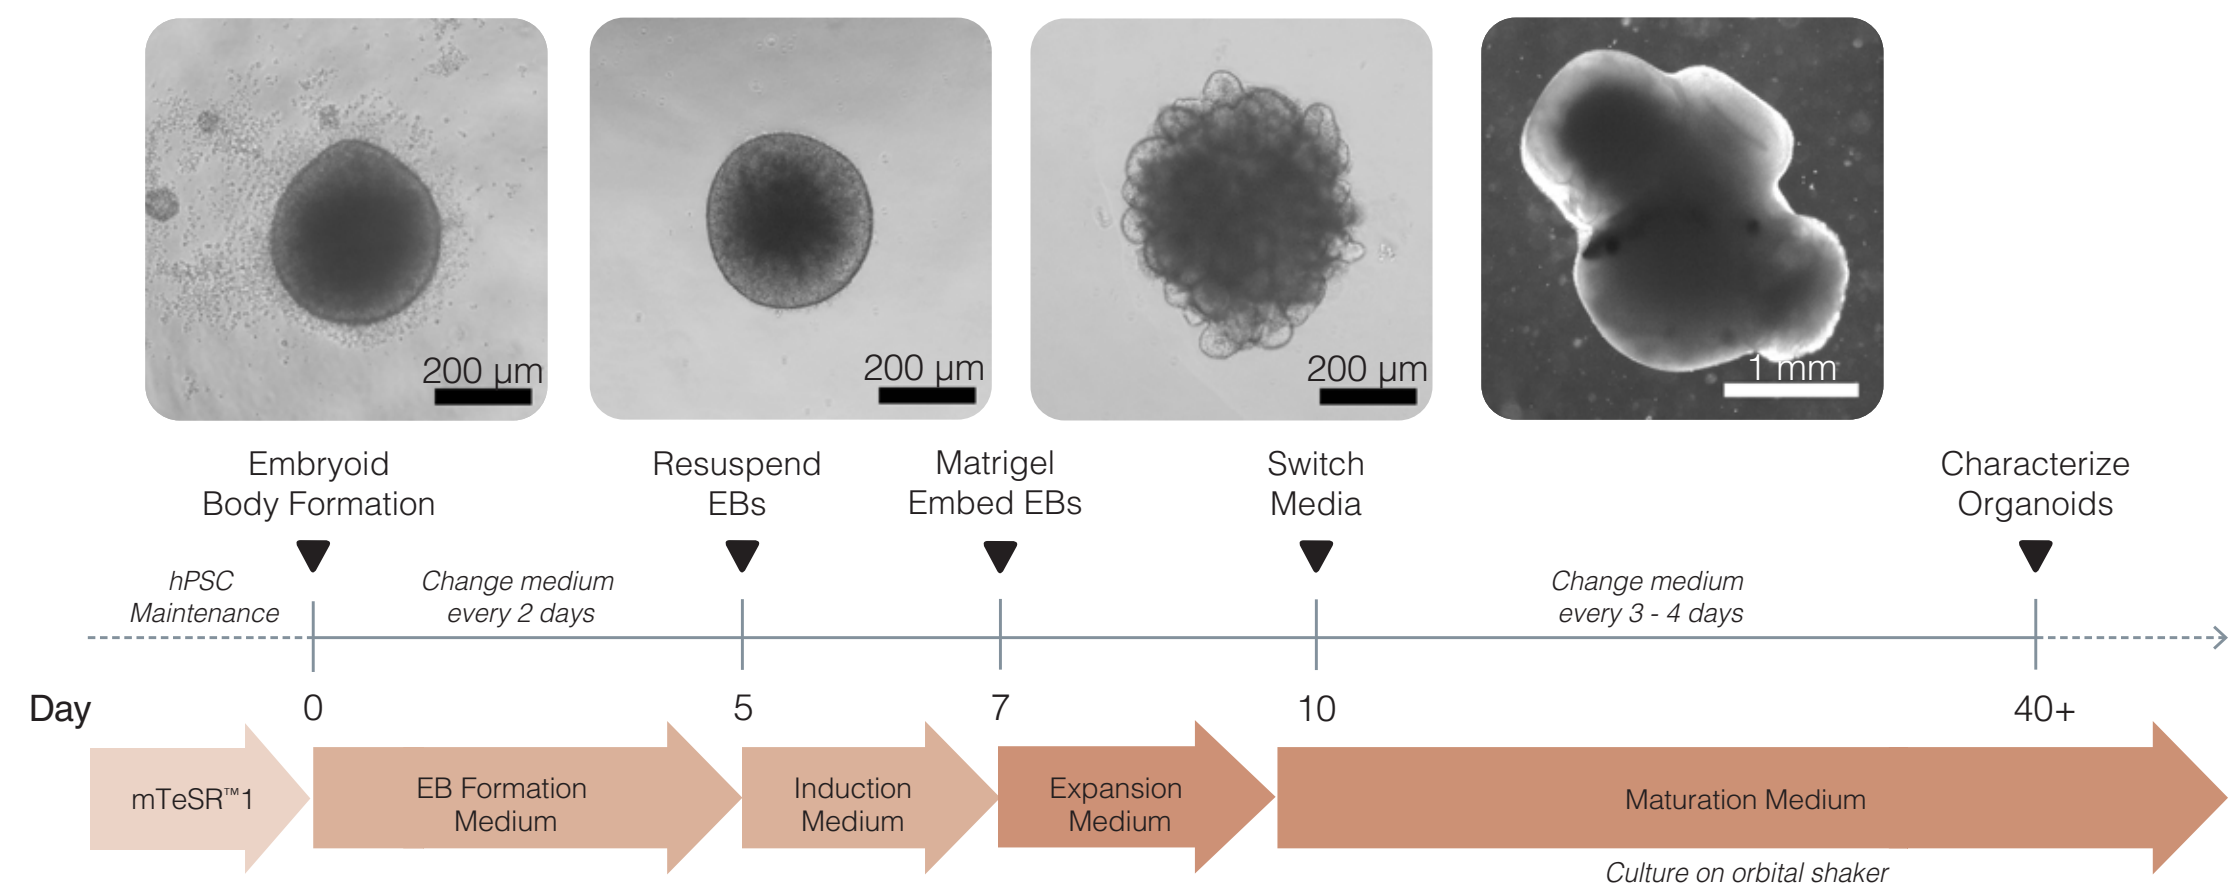 200 µm
200 µm
200 µm
1 mm
Embryoid
Body Formation
Resuspend
EBs
Matrigel
Embed EBs
Switch
Media
Characterize
Organoids
hPSC
Maintenance
Change medium
every 2 days
Change medium
every 3 - 4 days
Day
0
5
7
10
40+
mTeSR™1
EB Formation
Medium
Induction
Medium
Expansion
Medium
Maturation Medium
Culture on orbital shaker